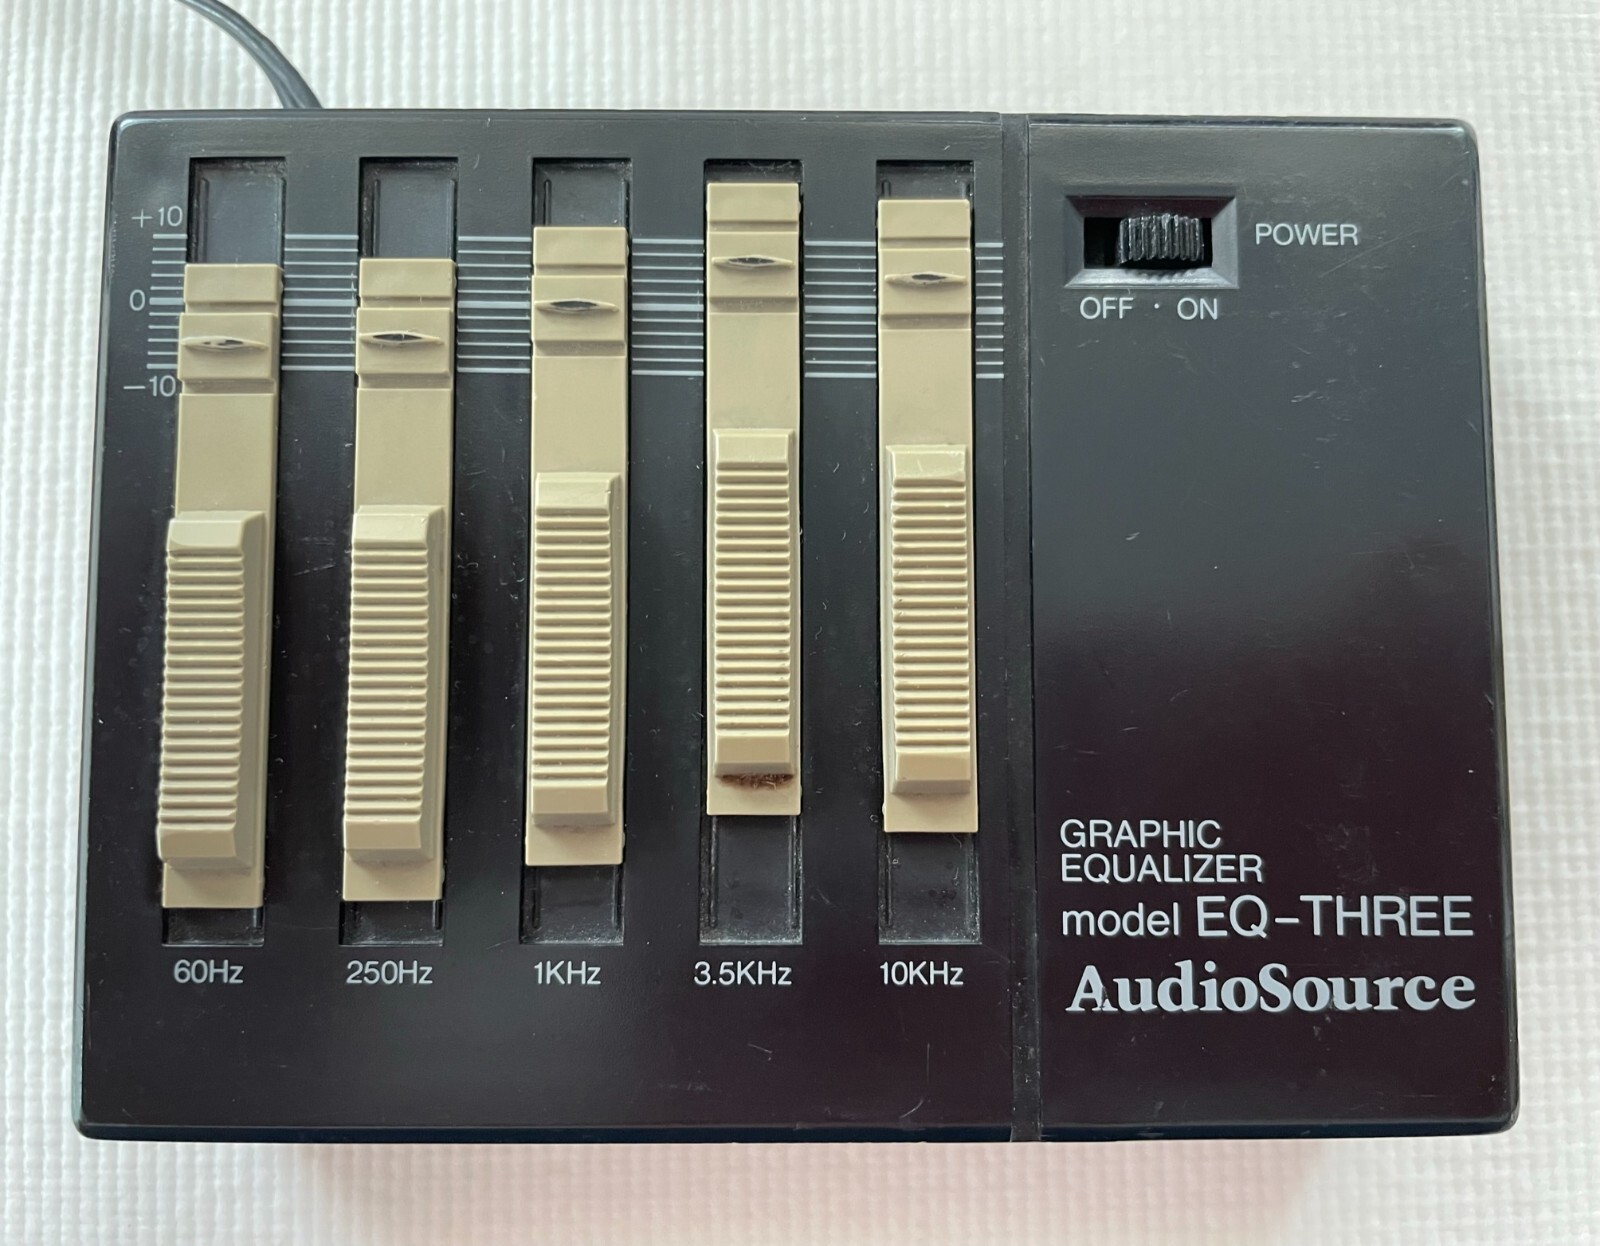 +10
0
−10
60Hz 250Hz 1KHz 3.5KHz 10KHz
POWER
OFF · ON
GRAPHIC
EQUALIZER
model EQ-THREE
AudioSource